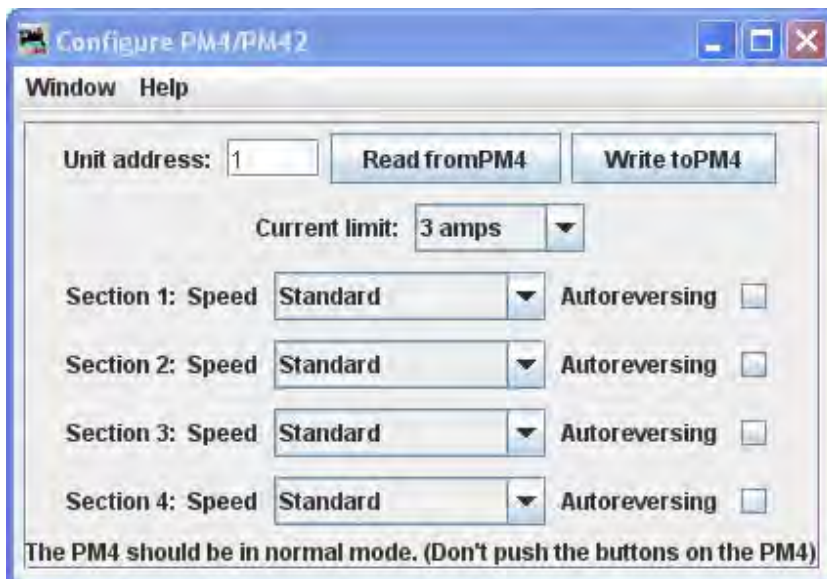 Configure PM4/PM42
Window Help
Unit address: 1 Read fromPM4 Write toPM4
Current limit: 3 amps
Section 1: Speed Standard Autoreversing
Section 2: Speed Standard Autoreversing
Section 3: Speed Standard Autoreversing
Section 4: Speed Standard Autoreversing
The PM4 should be in normal mode. (Don't push the buttons on the PM4)